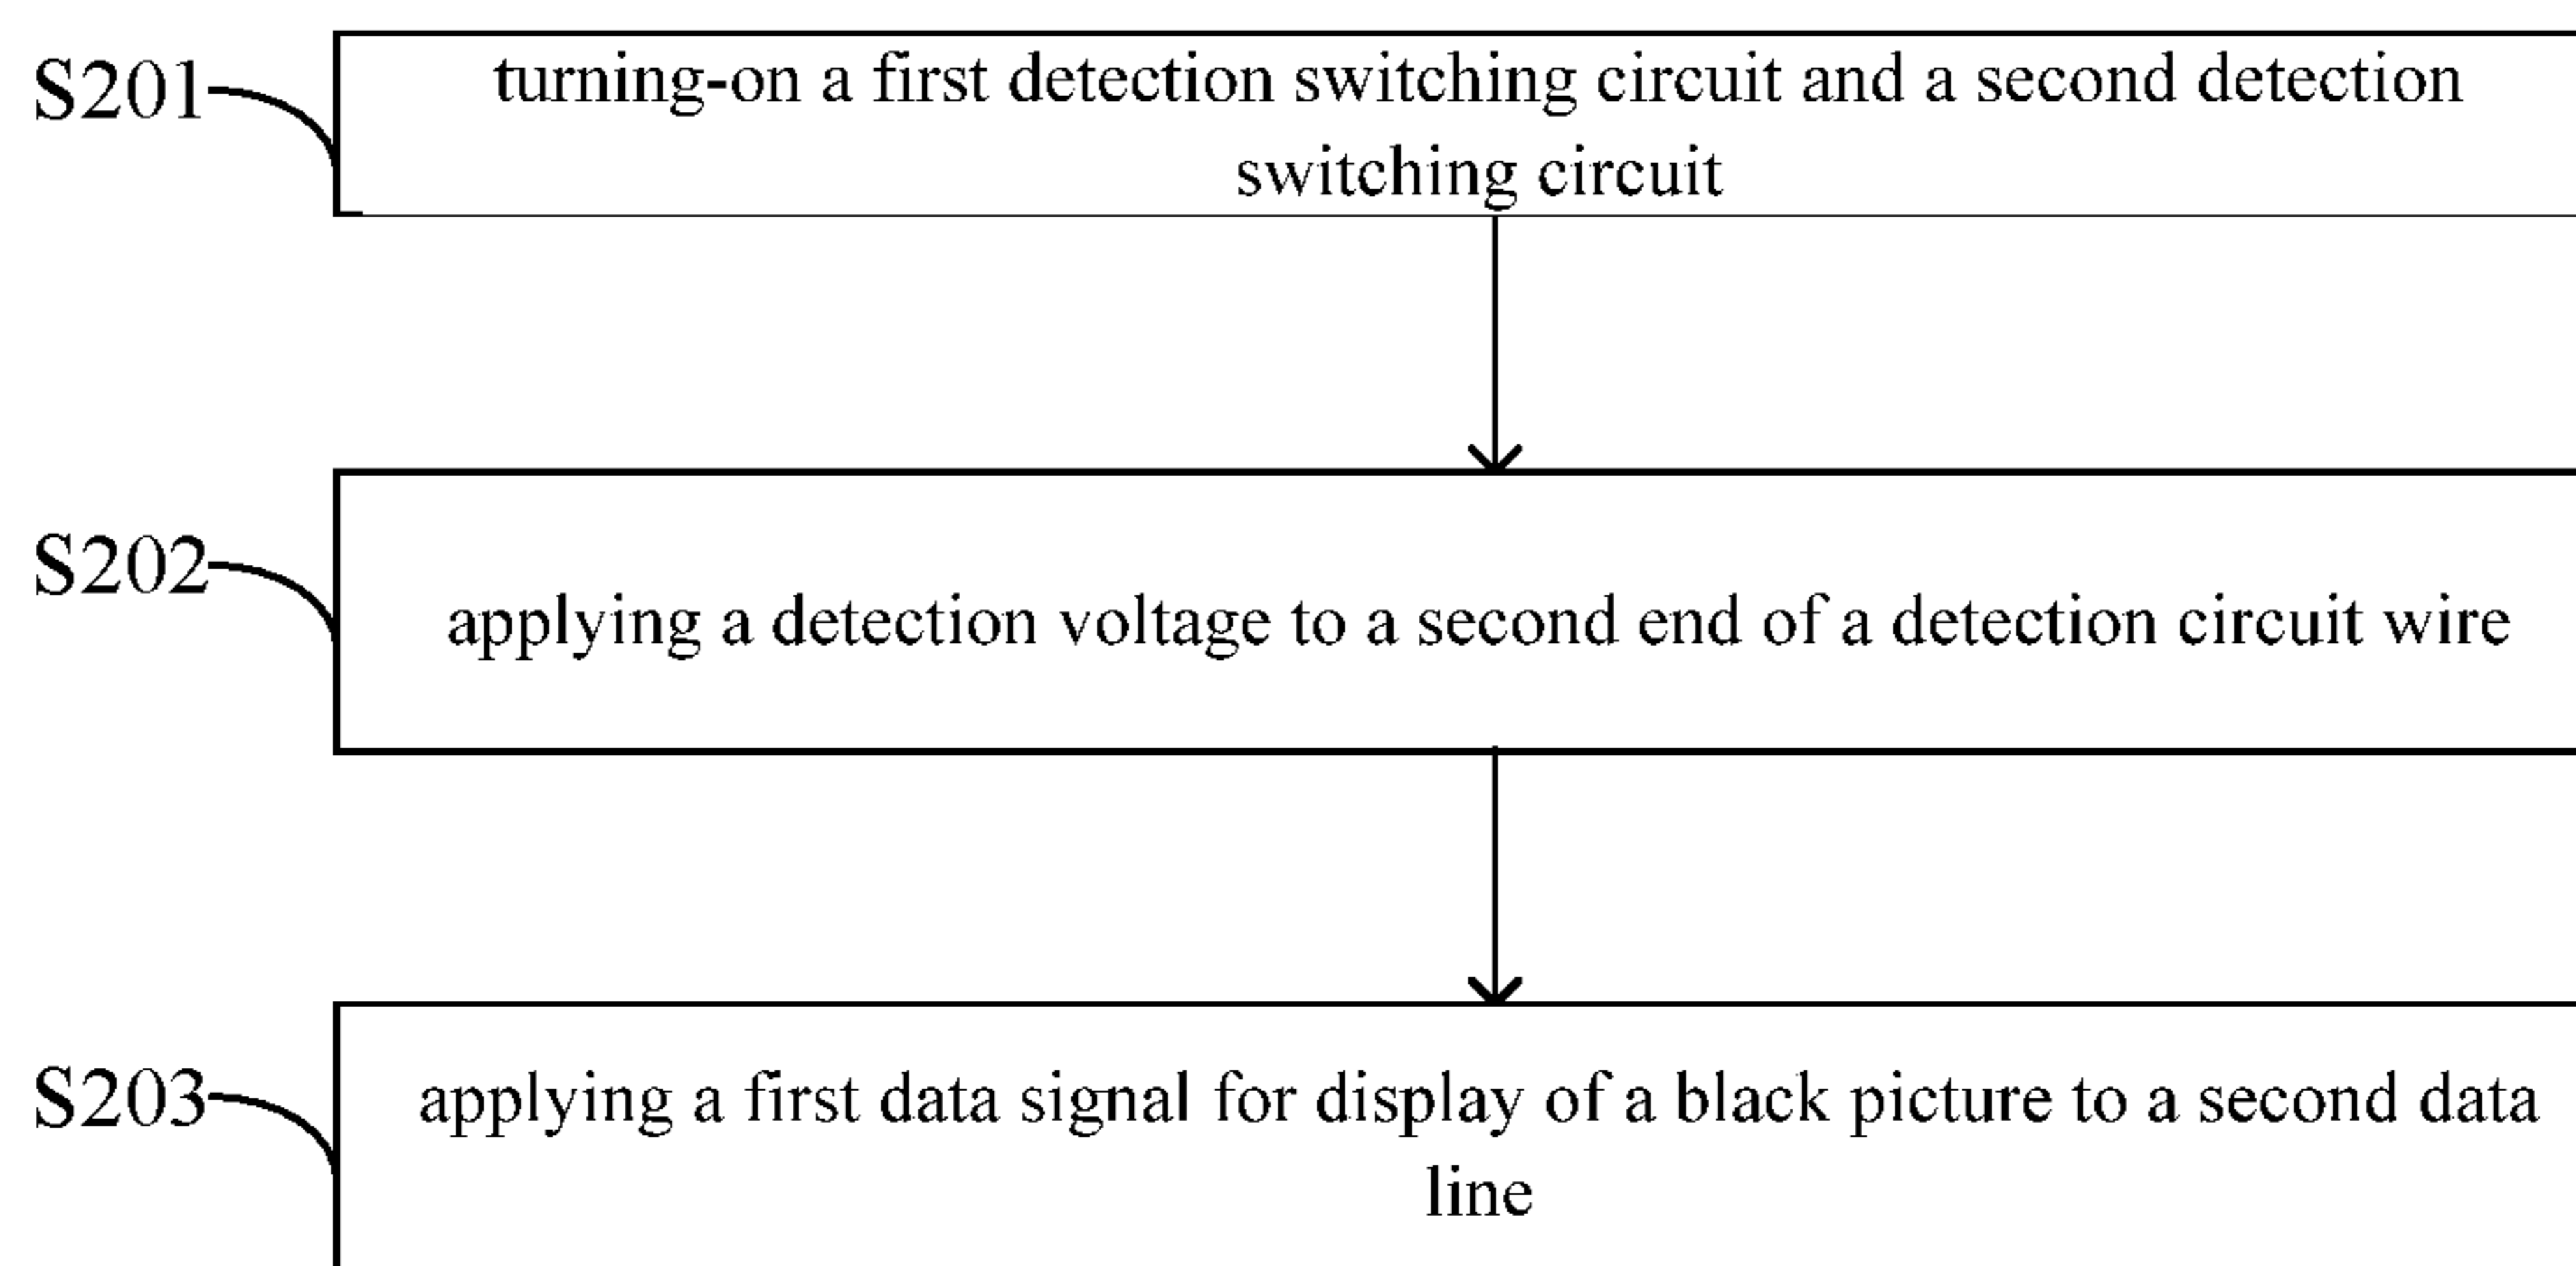 S201
turning-on a first detection switching circuit and a second detection
switching circuit
S202
applying a detection voltage to a second end of a detection circuit wire
S203
applying a first data signal for display of a black picture to a second data
line